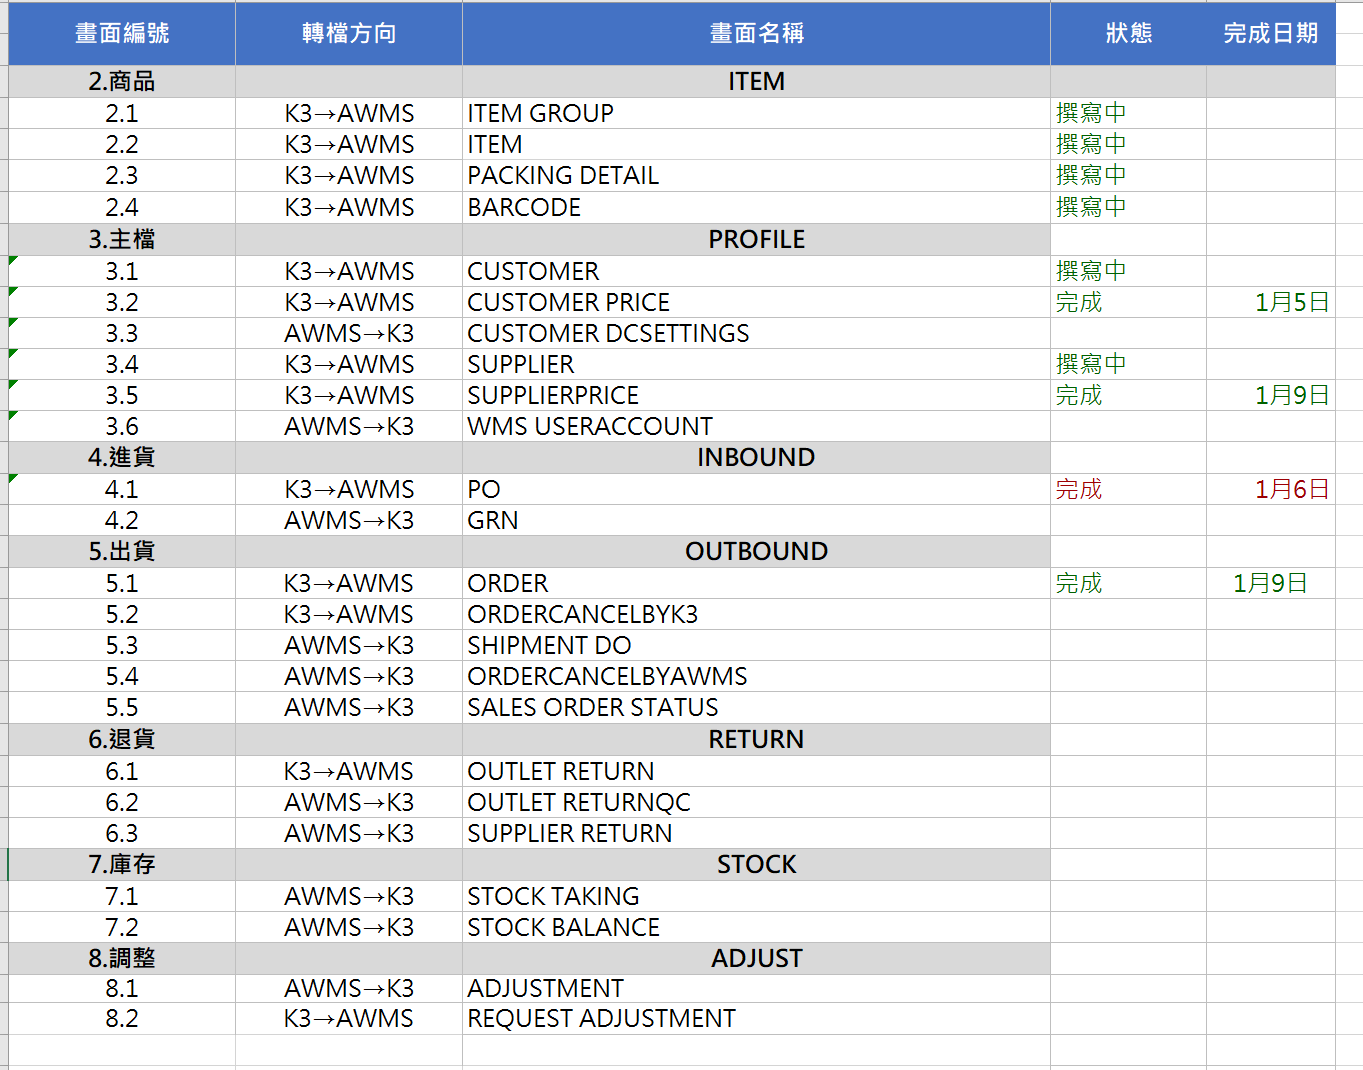 畫面編號 轉檔方向 畫面名稱 狀態 完成日期
2.商品 ITEM
2.1 K3→AWMS ITEM GROUP 撰寫中
2.2 K3→AWMS ITEM 撰寫中
2.3 K3→AWMS PACKING DETAIL 撰寫中
2.4 K3→AWMS BARCODE 撰寫中
3.主檔 PROFILE
3.1 K3→AWMS CUSTOMER 撰寫中
3.2 K3→AWMS CUSTOMER PRICE 完成 1月5日
3.3 AWMS→K3 CUSTOMER DCSETTINGS
3.4 K3→AWMS SUPPLIER 撰寫中
3.5 K3→AWMS SUPPLIERPRICE 完成 1月9日
3.6 AWMS→K3 WMS USERACCOUNT
4.進貨 INBOUND
4.1 K3→AWMS PO 完成 1月6日
4.2 AWMS→K3 GRN
5.出貨 OUTBOUND
5.1 K3→AWMS ORDER 完成 1月9日
5.2 K3→AWMS ORDERCANCELBYK3
5.3 AWMS→K3 SHIPMENT DO
5.4 AWMS→K3 ORDERCANCELBYAWMS
5.5 AWMS→K3 SALES ORDER STATUS
6.退貨 RETURN
6.1 K3→AWMS OUTLET RETURN
6.2 AWMS→K3 OUTLET RETURNQC
6.3 AWMS→K3 SUPPLIER RETURN
7.庫存 STOCK
7.1 AWMS→K3 STOCK TAKING
7.2 AWMS→K3 STOCK BALANCE
8.調整 ADJUST
8.1 AWMS→K3 ADJUSTMENT
8.2 K3→AWMS REQUEST ADJUSTMENT